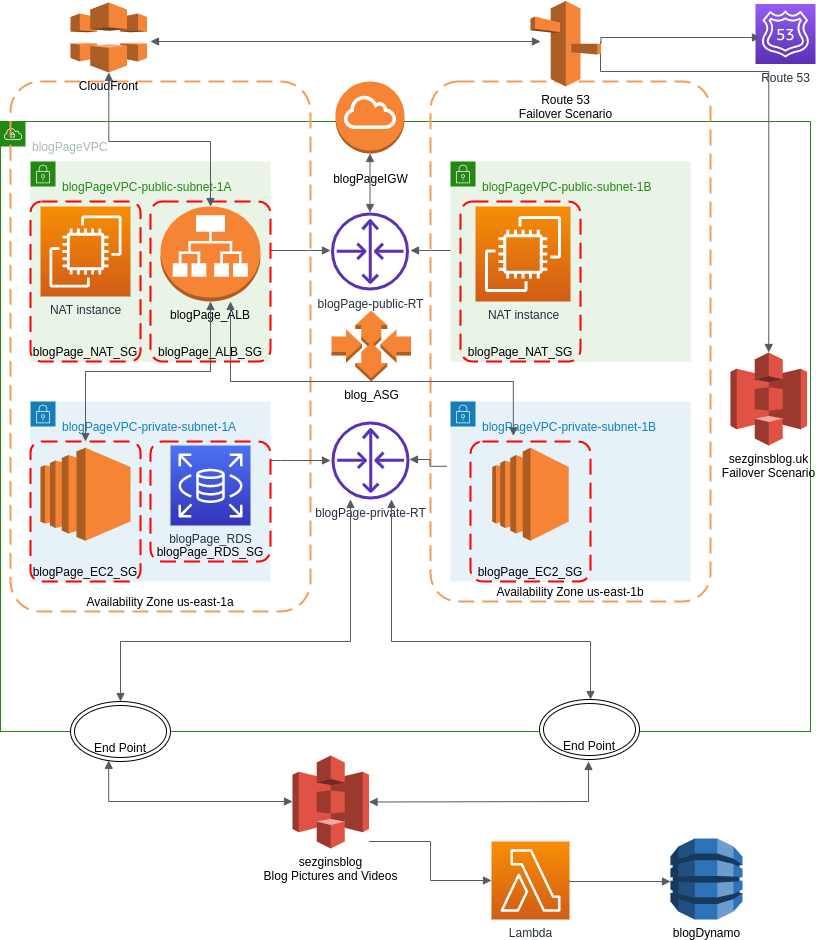 CloudFront
53
Route 53
Route 53
Failover Scenario
blogPageVPC
blogPageIGW
blogPageVPC-public-subnet-1A
blogPageVPC-public-subnet-1B
NAT instance
blogPage_ALB
blogPage-public-RT
NAT instance
blogPage_NAT_SG
blogPage_ALB_SG
blogPage_NAT_SG
blog_ASG
blogPageVPC-private-subnet-1A
blogPageVPC-private-subnet-1B
sezginsblog.uk
Failover Scenario
blogPage-private-RT
blogPage_RDS
blogPage_RDS_SG
blogPage_EC2_SG
blogPage_EC2_SG
Availability Zone us-east-1a
Availability Zone us-east-1b
End Point
End Point
sezginsblog
Blog Pictures and Videos
Lambda
blogDynamo